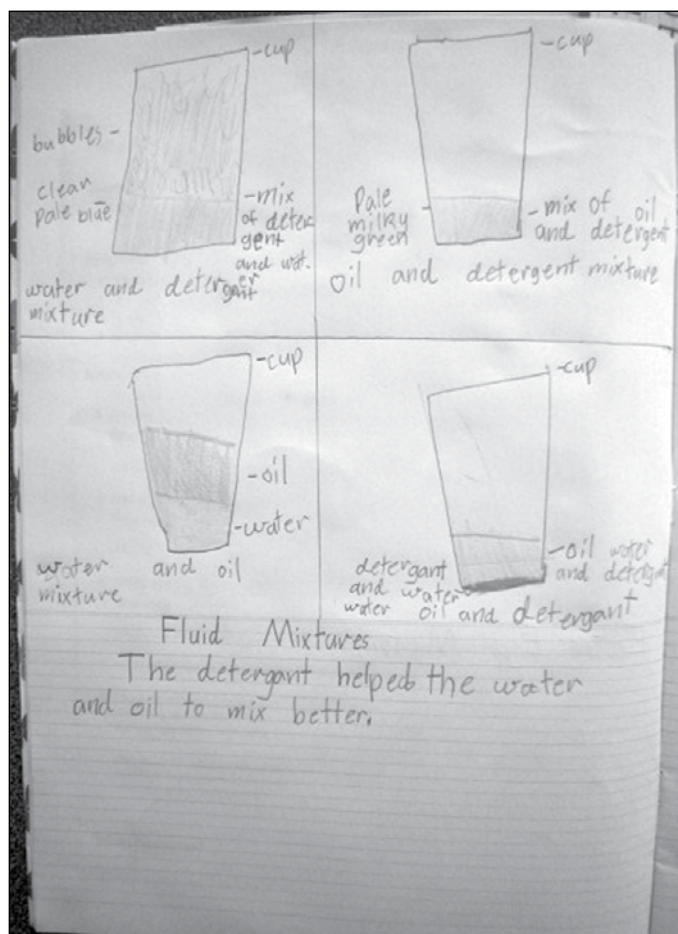 -cup
bubbles -
clean
pale blue
-mix
of deter
gent
and wat-
er
water and detergant
mixture
-cup
Pale
milky
green
-mix of oil
and detergent
oil and detergent mixture
-cup
-oil
-water
water and oil
mixture
-cup
-oil water
and detergent
detergant
and water
water oil and detergant
Fluid Mixtures
The detergant helped the water
and oil to mix better.